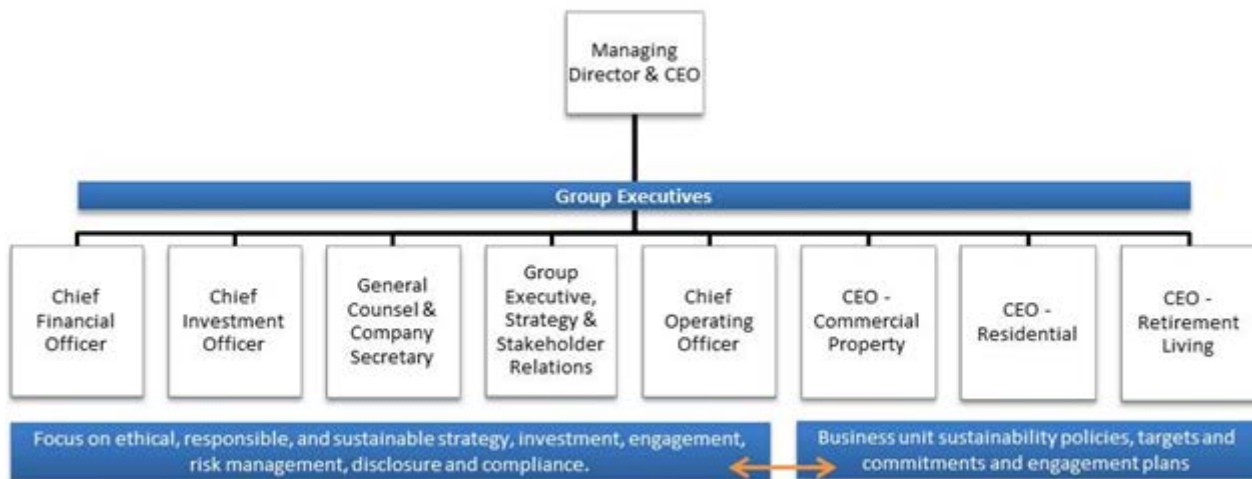 Managing
Director & CEO
Group Executives
Chief
Financial
Officer
Chief
Investment
Officer
General
Counsel &
Company
Secretary
Group
Executive,
Strategy &
Stakeholder
Relations
Chief
Operating
Officer
CEO -
Commercial
Property
CEO -
Residential
CEO -
Retirement
Living
Focus on ethical, responsible, and sustainable strategy, investment, engagement,
risk management, disclosure and compliance.
Business unit sustainability policies, targets and
commitments and engagement plans